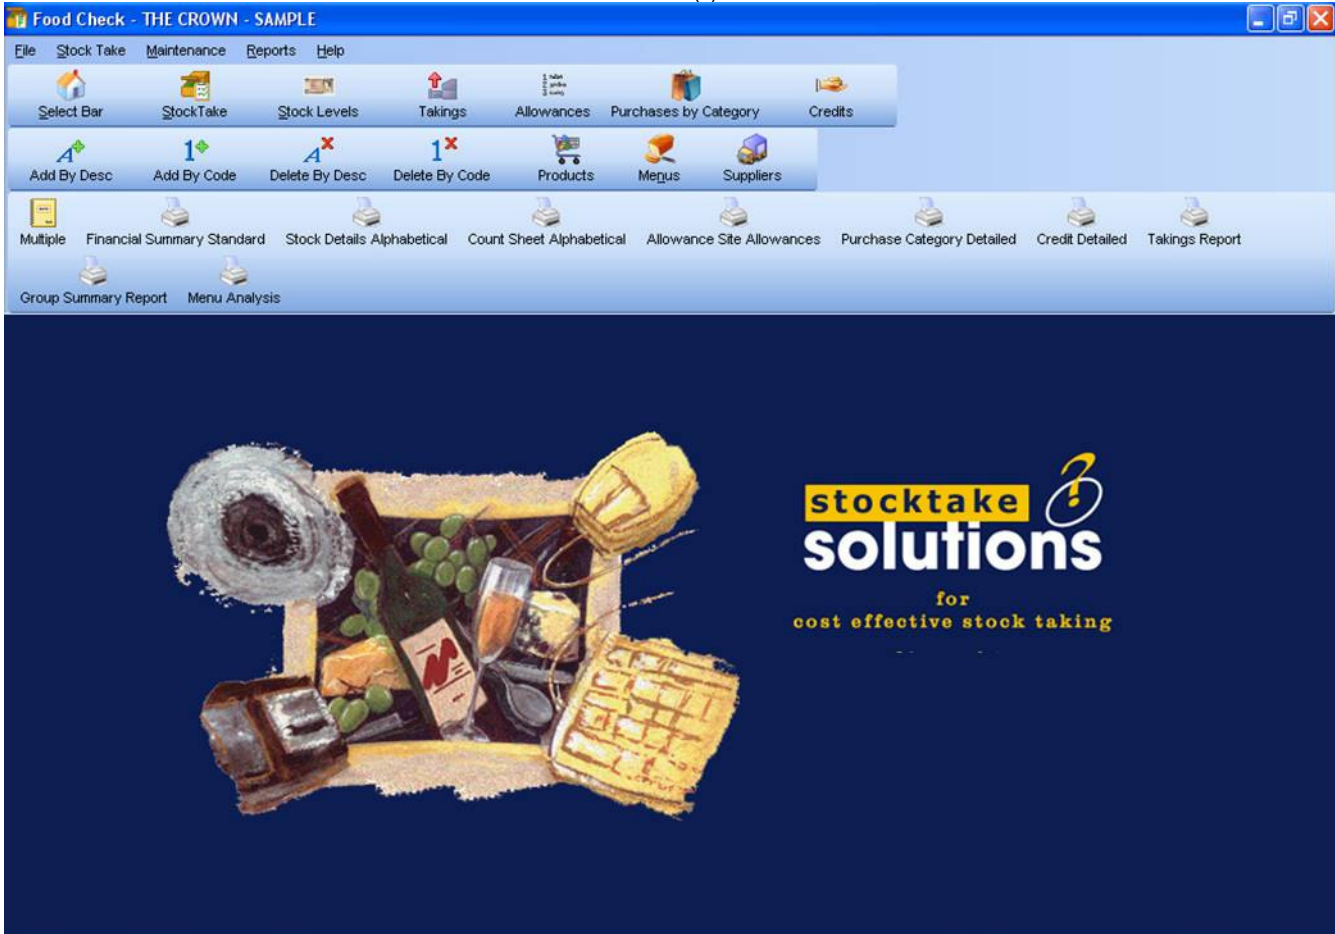 Food Check - THE CROWN - SAMPLE
File Stock Take Maintenance Reports Help
Select Bar StockTake Stock Levels Takings Allowances Purchases by Category Credits
Add By Desc Add By Code Delete By Desc Delete By Code Products Menus Suppliers
Multiple Financial Summary Standard Stock Details Alphabetical Count Sheet Alphabetical Allowance Site Allowances Purchase Category Detailed Credit Detailed Takings Report
Group Summary Report Menu Analysis
stocktake
solutions
for
cost effective stock taking